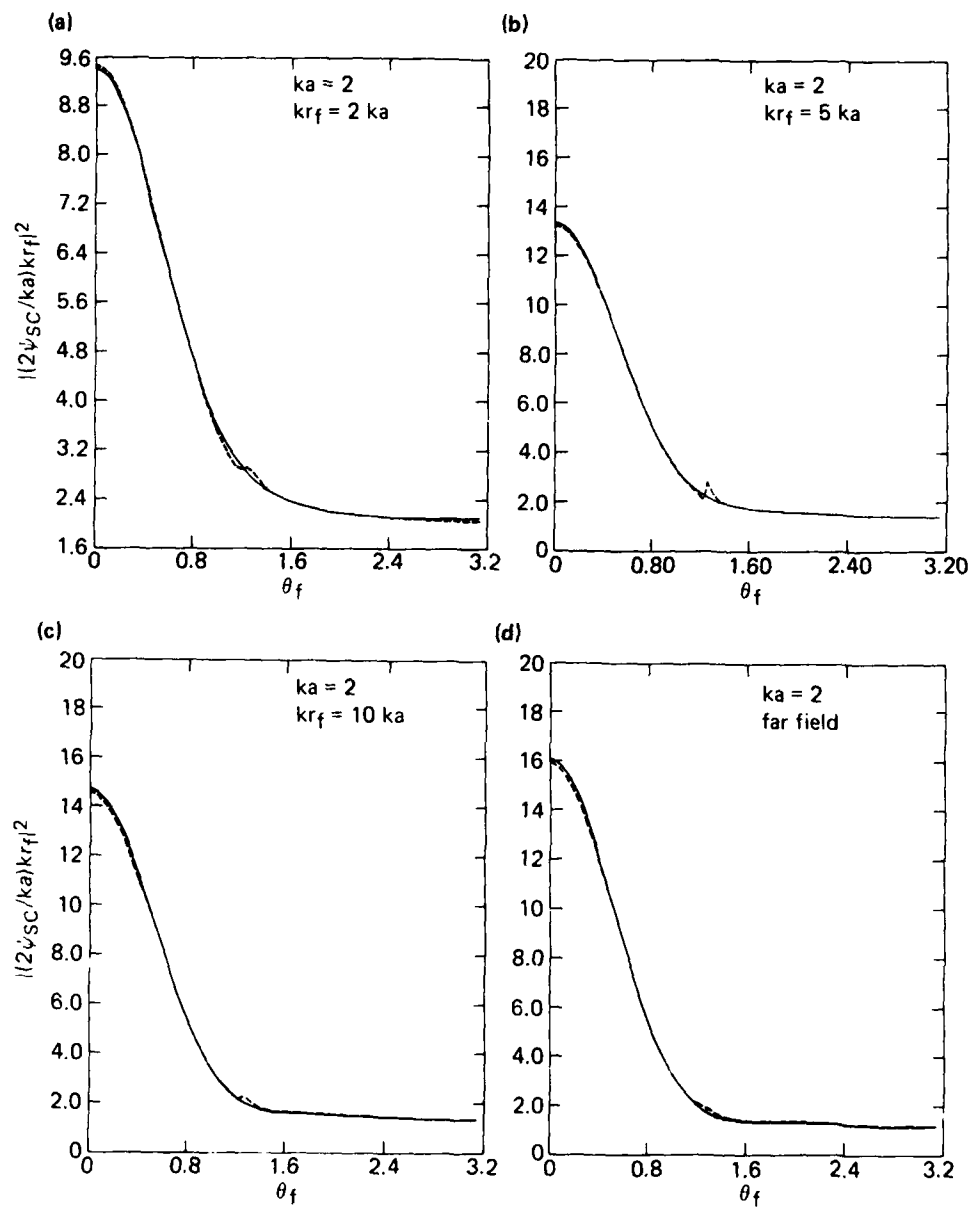 (a)
|(2ψSC/ka)krf|²
9.6
8.8
8.0
7.2
6.4
5.6
4.8
4.0
3.2
2.4
1.6
ka = 2
krf = 2 ka
0 0.8 1.6 2.4 3.2
θf
(b)
20
18
16
14
12
10
8.0
6.0
4.0
2.0
0
ka = 2
krf = 5 ka
0 0.80 1.60 2.40 3.20
θf
(c)
|(2ψSC/ka)krf|²
20
18
16
14
12
10
8.0
6.0
4.0
2.0
0
ka = 2
krf = 10 ka
0 0.8 1.6 2.4 3.2
θf
(d)
20
18
16
14
12
10
8.0
6.0
4.0
2.0
0
ka = 2
far field
0 0.8 1.6 2.4 3.2
θf